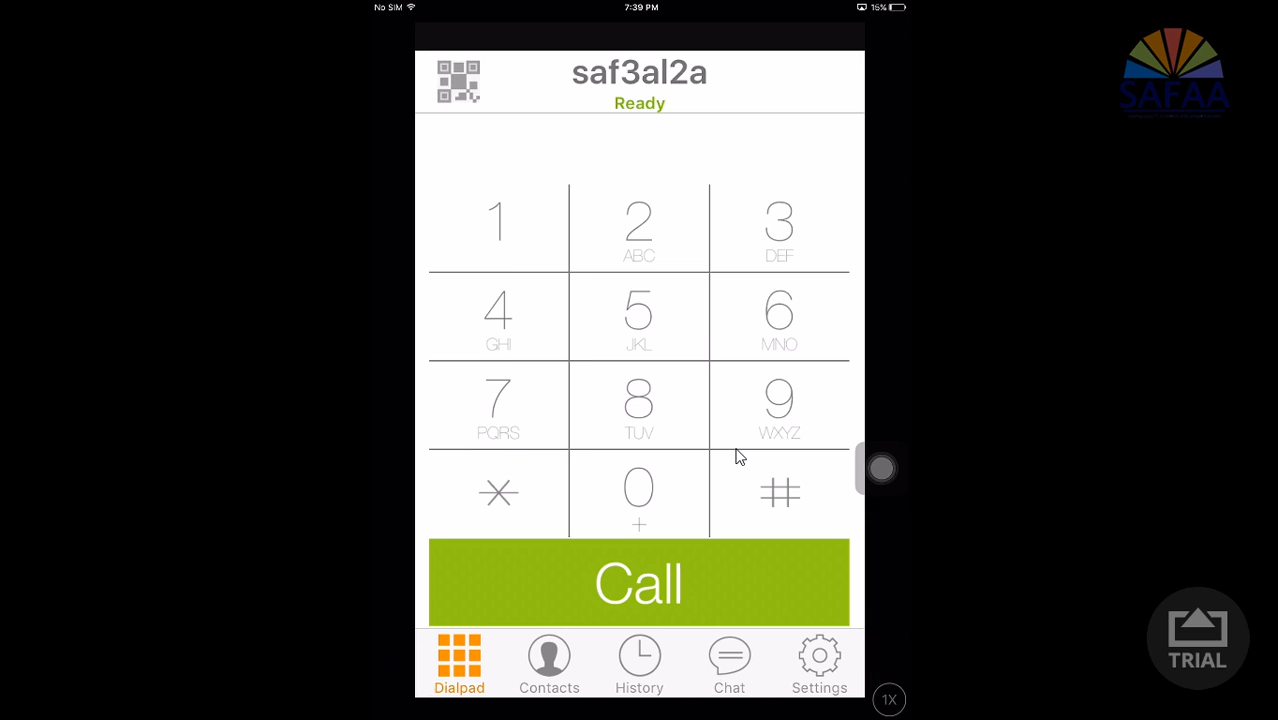 No SIM
7:39 PM
15%
SAFAA
saf3al2a
Ready
1
2
ABC
3
DEF
4
GHI
5
JKL
6
MNO
7
PQRS
8
TUV
9
WXYZ
*
0
+
#
Call
Dialpad
Contacts
History
Chat
Settings
TRIAL
1X